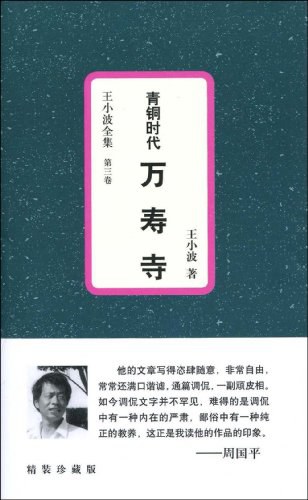 青铜时代
万寿寺
王小波全集 第三卷
王小波 著
他的文章写得恣肆随意，非常自由，
常常还满口谐谑，通篇调侃，一副顽皮相。
如今调侃文字并不罕见，难得的是调侃
中有一种内在的严肃，鄙俗中有一种纯
正的教养，这正是我读他的作品的印象。
——周国平
精装珍藏版